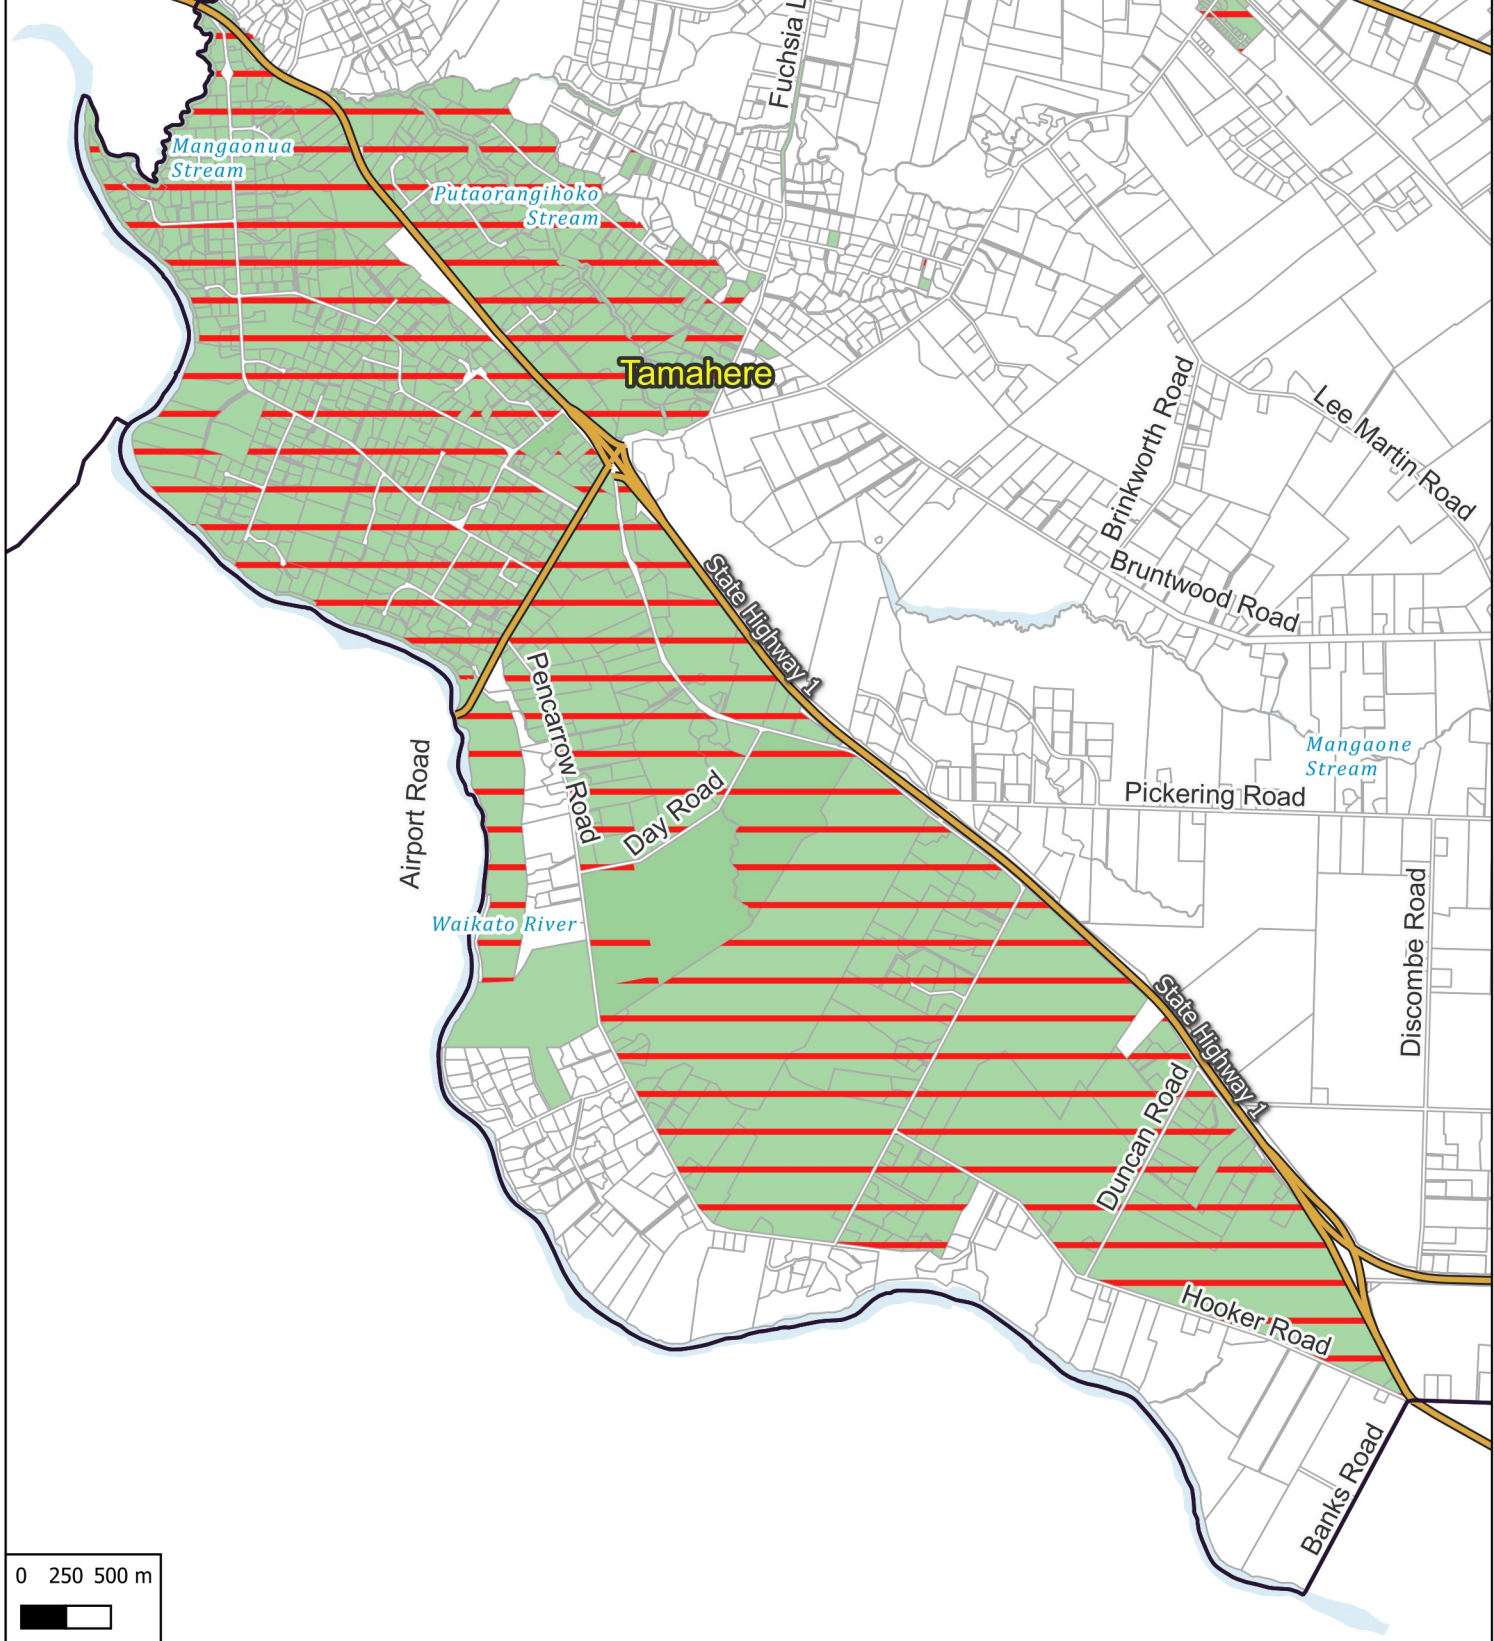 Fuchsia L
Mangaonua
Stream
Putaorangihoko
Stream
Tamahere
Brinkworth Road
Lee Martin Road
Bruntwood Road
State Highway 1
Pencarrow Road
Mangaone
Stream
Airport Road
Day Road
Pickering Road
Waikato River
Discombe Road
State Highway 1
Duncan Road
Hooker Road
Banks Road
0 250 500 m